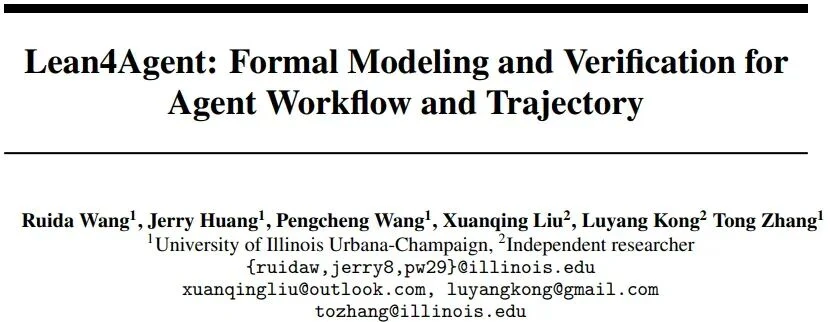 Lean4Agent: Formal Modeling and Verification for
Agent Workflow and Trajectory
Ruida Wang¹, Jerry Huang¹, Pengcheng Wang¹, Xuanqing Liu², Luyang Kong² Tong Zhang¹
¹University of Illinois Urbana-Champaign, ²Independent researcher
{ruidaw,jerry8,pw29}@illinois.edu
xuanqingliu@outlook.com, luyangkong@gmail.com
tozhang@illinois.edu